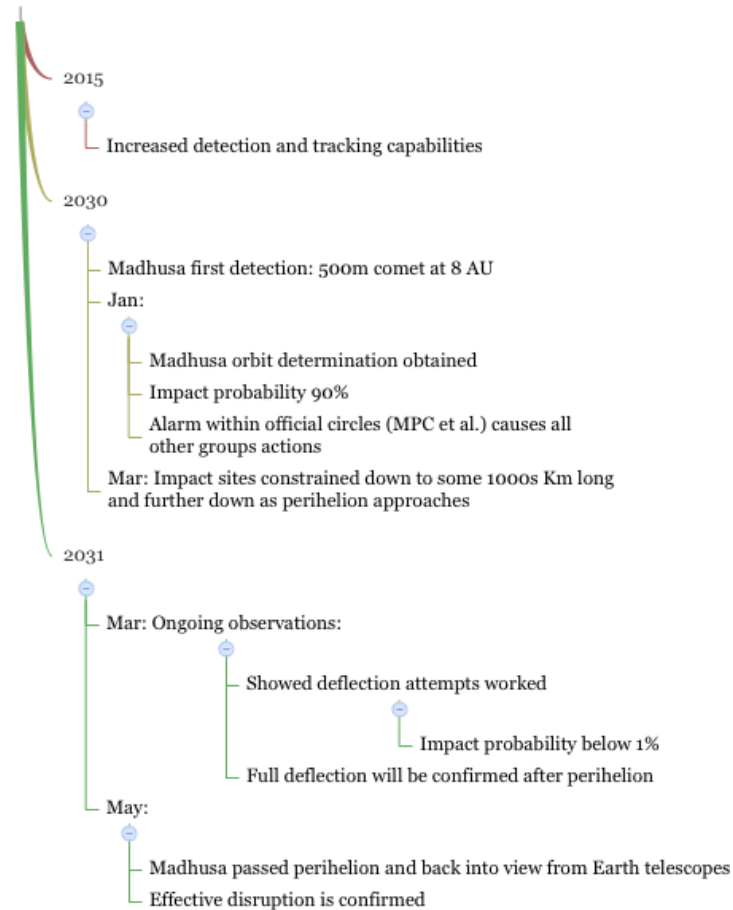 2015
Increased detection and tracking capabilities
2030
Madhusa first detection: 500m comet at 8 AU
Jan:
Madhusa orbit determination obtained
Impact probability 90%
Alarm within official circles (MPC et al.) causes all
other groups actions
Mar: Impact sites constrained down to some 1000s Km long
and further down as perihelion approaches
2031
Mar: Ongoing observations:
Showed deflection attempts worked
Impact probability below 1%
Full deflection will be confirmed after perihelion
May:
Madhusa passed perihelion and back into view from Earth telescopes
Effective disruption is confirmed